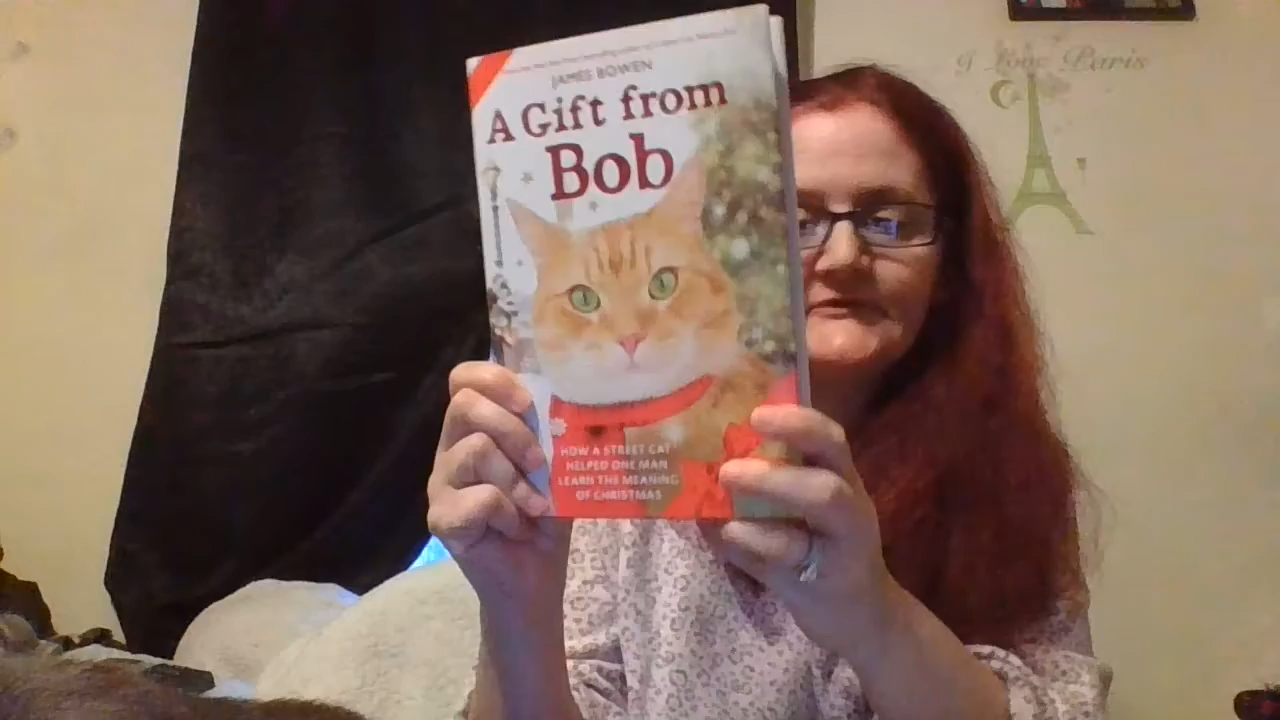 JAMES BOWEN
A Gift from
Bob
HOW A STREET CAT
HELPED ONE MAN
LEARN THE MEANING
OF CHRISTMAS
I Love Paris